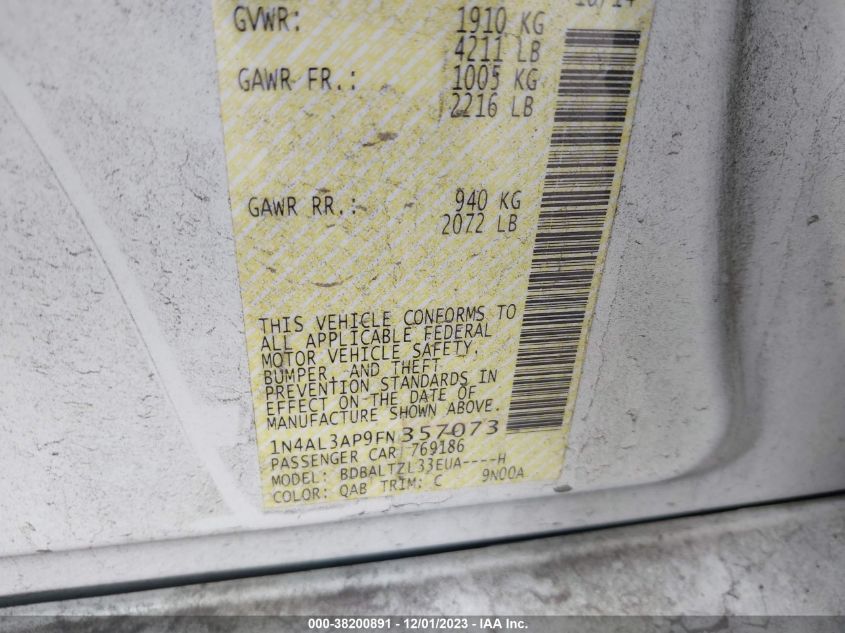 10/14
GVWR: 1910 KG
4211 LB
GAWR FR.: 1005 KG
2216 LB
GAWR RR.: 940 KG
2072 LB
THIS VEHICLE CONFORMS TO
ALL APPLICABLE FEDERAL
MOTOR VEHICLE SAFETY,
BUMPER, AND THEFT
PREVENTION STANDARDS IN
EFFECT ON THE DATE OF
MANUFACTURE SHOWN ABOVE.
1N4AL3AP9FN357073
PASSENGER CAR 769186
MODEL: BDBALTZL33EUA----H
COLOR: QAB TRIM: C 9N00A
000-38200891 - 12/01/2023 - IAA Inc.